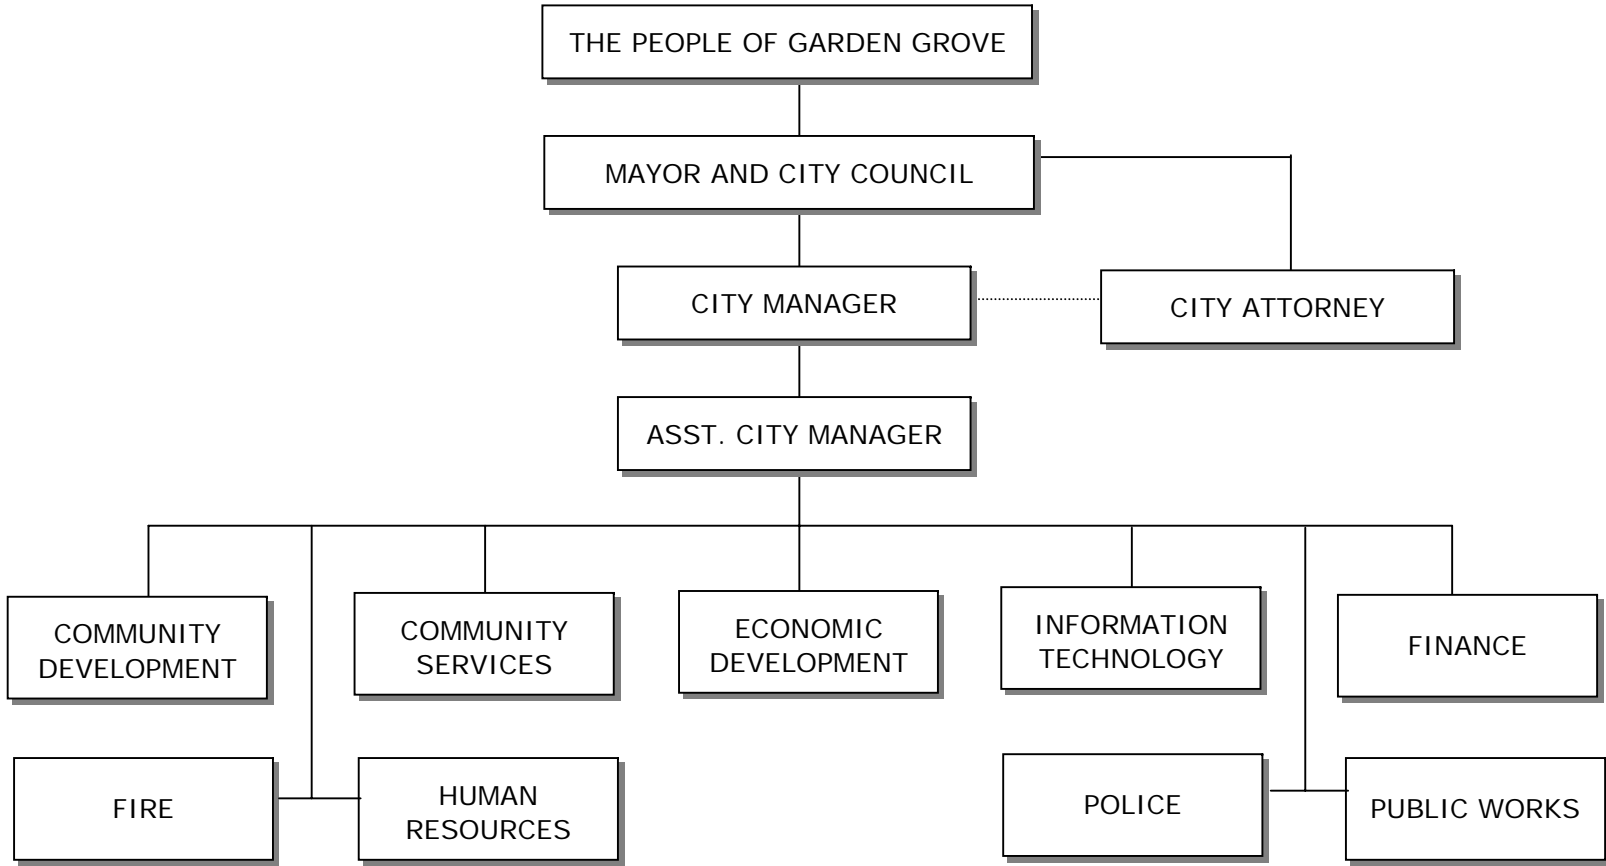 THE PEOPLE OF GARDEN GROVE
MAYOR AND CITY COUNCIL
CITY MANAGER
CITY ATTORNEY
ASST. CITY MANAGER
COMMUNITY
DEVELOPMENT
COMMUNITY
SERVICES
ECONOMIC
DEVELOPMENT
INFORMATION
TECHNOLOGY
FINANCE
FIRE
HUMAN
RESOURCES
POLICE
PUBLIC WORKS